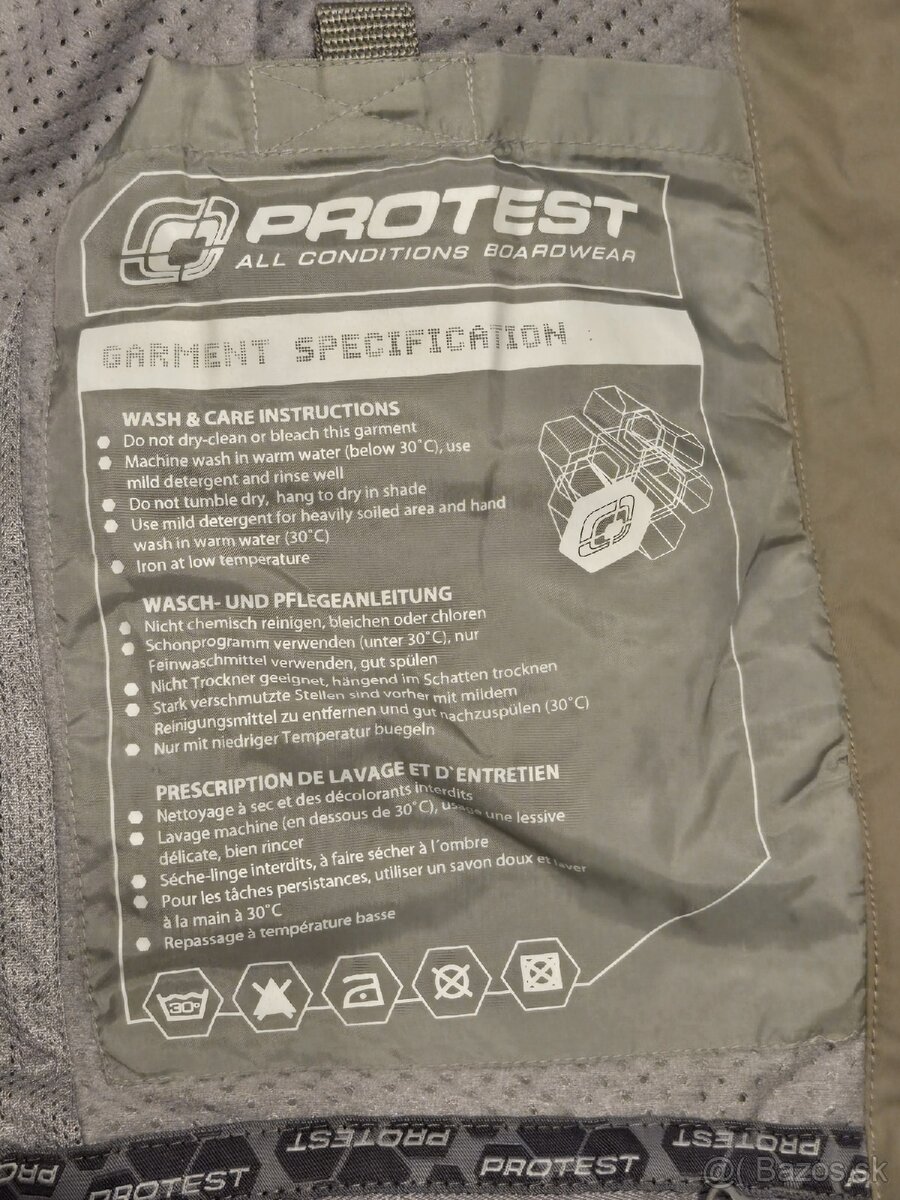 PROTEST
ALL CONDITIONS BOARDWEAR
GARMENT SPECIFICATION
WASH & CARE INSTRUCTIONS
Do not dry-clean or bleach this garment
Machine wash in warm water (below 30˚C), use
mild detergent and rinse well
Do not tumble dry, hang to dry in shade
Use mild detergent for heavily soiled area and hand
wash in warm water (30˚C)
Iron at low temperature
WASCH- UND PFLEGEANLEITUNG
Nicht chemisch reinigen, bleichen oder chloren
Schonprogramm verwenden (unter 30˚C), nur
Feinwaschmittel verwenden, gut spülen
Nicht Trockner geeignet, hängend im Schatten trocknen
Stark verschmutzte Stellen sind vorher mit mildem
Reinigungsmittel zu entfernen und gut nachzuspülen (30˚C)
Nur mit niedriger Temperatur buegeln
PRESCRIPTION DE LAVAGE ET D`ENTRETIEN
Nettoyage à sec et des décolorants interdits
Lavage machine (en dessous de 30˚C), usage une lessive
délicate, bien rincer
Séche-linge interdits, à faire sécher à l´ombre
Pour les tâches persistances, utiliser un savon doux et laver
à la main à 30˚C
Repassage à température basse
30°
PROTEST PROTEST
PRO PROTEST PROTEST
Bazos.sk